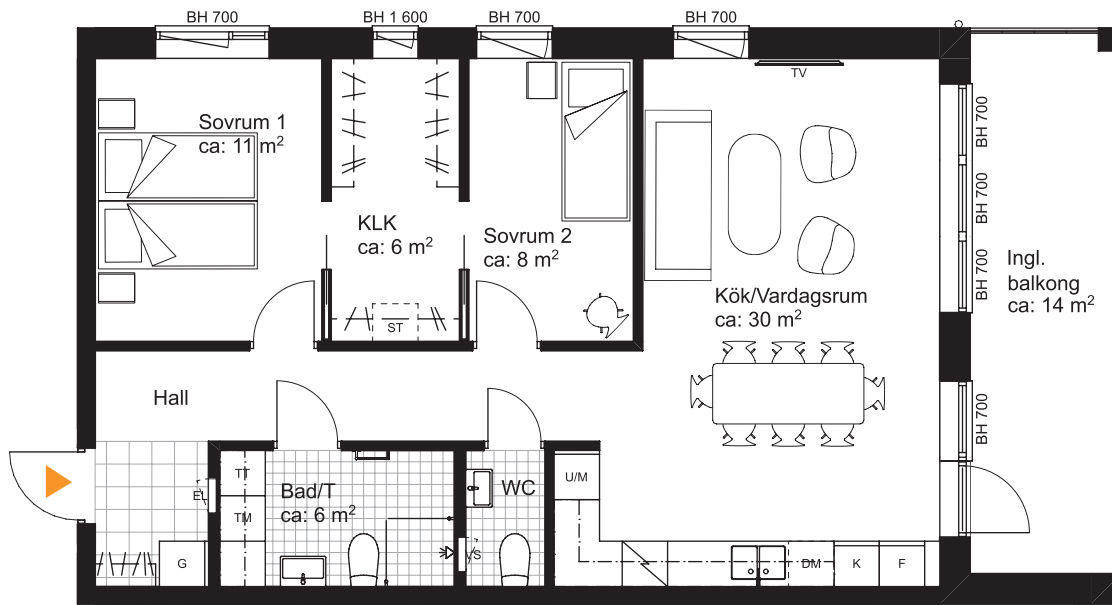 BH 700
BH 1 600
BH 700
BH 700
TV
Sovrum 1
ca: 11 m²
KLK
ca: 6 m²
Sovrum 2
ca: 8 m²
BH 700
BH 700
BH 700
Ingl.
balkong
ca: 14 m²
Kök/Vardagsrum
ca: 30 m²
ST
Hall
BH 700
EL
TT
TM
Bad/T
ca: 6 m²
WC
VS
U/M
G
DM
K
F